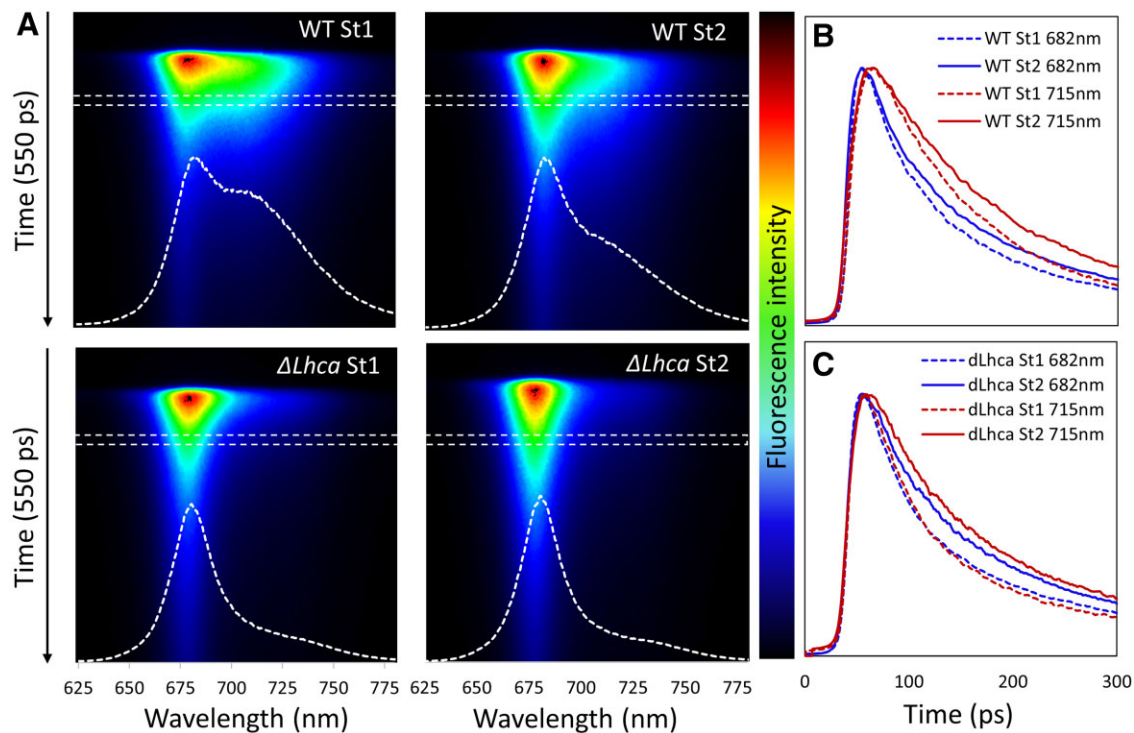 A
WT St1
WT St2
Time (550 ps)
ΔLhca St1
ΔLhca St2
Time (550 ps)
625 650 675 700 725 750 775
625 650 675 700 725 750 775
Wavelength (nm)
Wavelength (nm)
Fluorescence intensity
B
WT St1 682nm
WT St2 682nm
WT St1 715nm
WT St2 715nm
C
dLhca St1 682nm
dLhca St2 682nm
dLhca St1 715nm
dLhca St2 715nm
0 100 200 300
Time (ps)